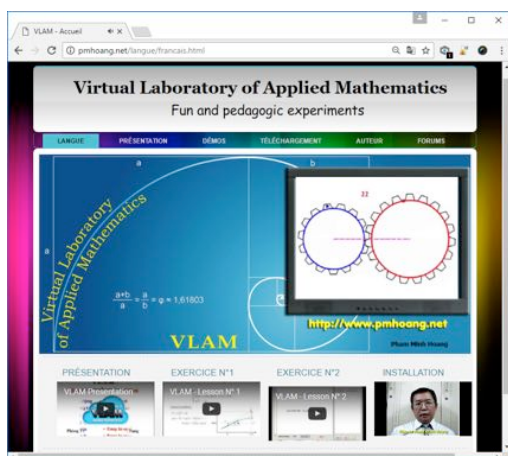 VLAM - Accueil
pmhoang.net/langue/francais.html
Virtual Laboratory of Applied Mathematics
Fun and pedagogic experiments
LANGUE PRÉSENTATION DÉMOS TÉLÉCHARGEMENT AUTEUR FORUMS
a b
a
22
Virtual Laboratory
of Applied Mathematics
a+b / a = a / b = φ ≈ 1,61803
VLAM
http://www.pmhoang.net
Pham Minh Hoang
PRÉSENTATION EXERCICE N°1 EXERCICE N°2 INSTALLATION
VLAM Presentation VLAM - Lesson N° 1 VLAM - Lesson N° 2